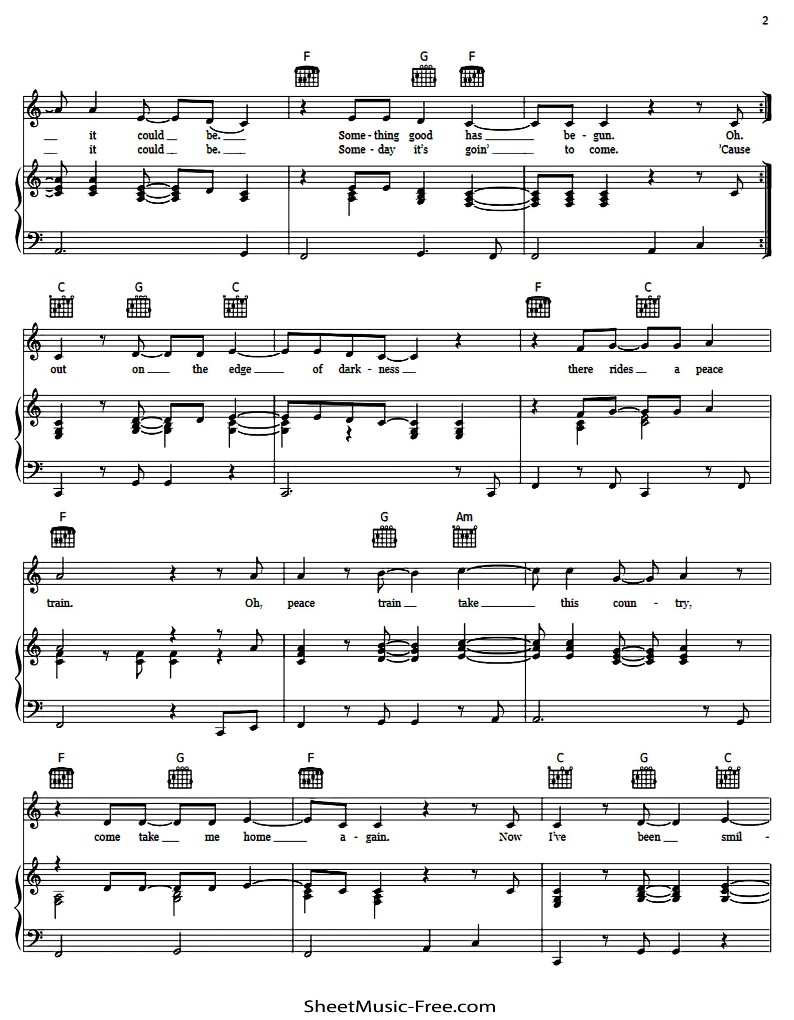 2
F G F
it could be. Some-thing good has be-gun. Oh.
it could be. Some-day it's goin' to come. 'Cause
C G C F C
out on the edge of dark-ness there rides a peace
F G Am
train. Oh, peace train take this coun-try,
F G F C G C
come take me home a-gain. Now I've been smil-
SheetMusic-Free.com